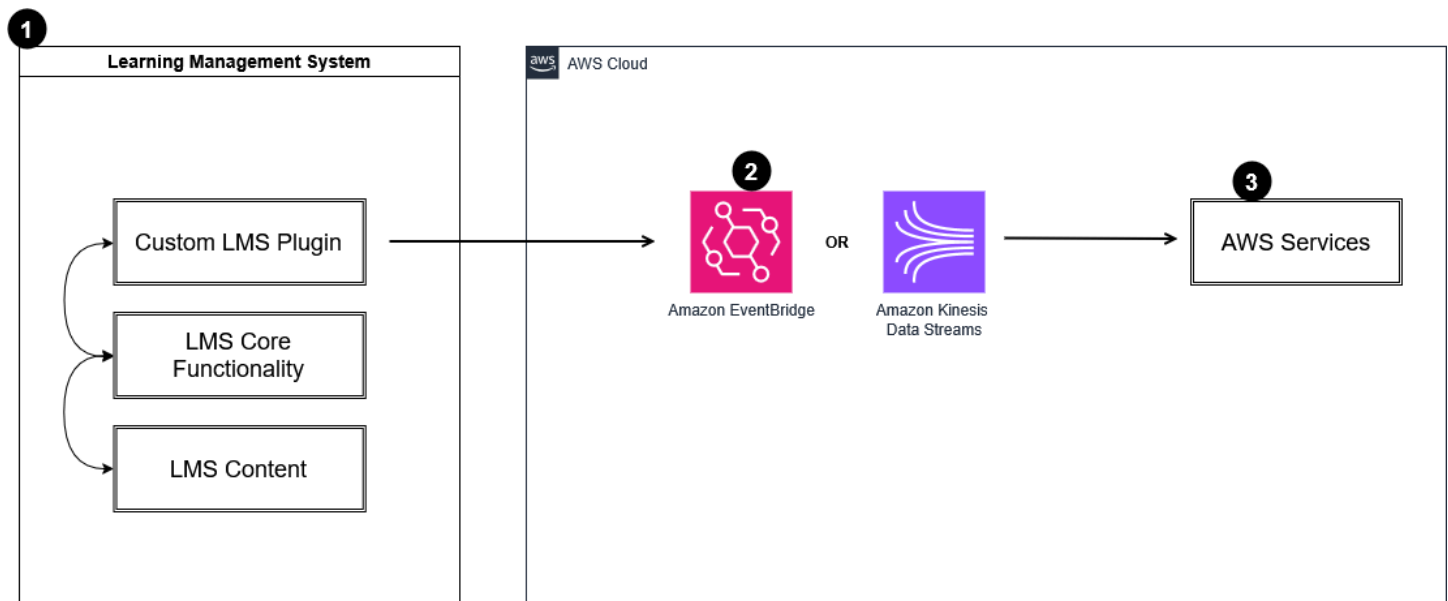 1
Learning Management System
aws
AWS Cloud
2
3
Custom LMS Plugin
OR
AWS Services
Amazon EventBridge
Amazon Kinesis
Data Streams
LMS Core
Functionality
LMS Content